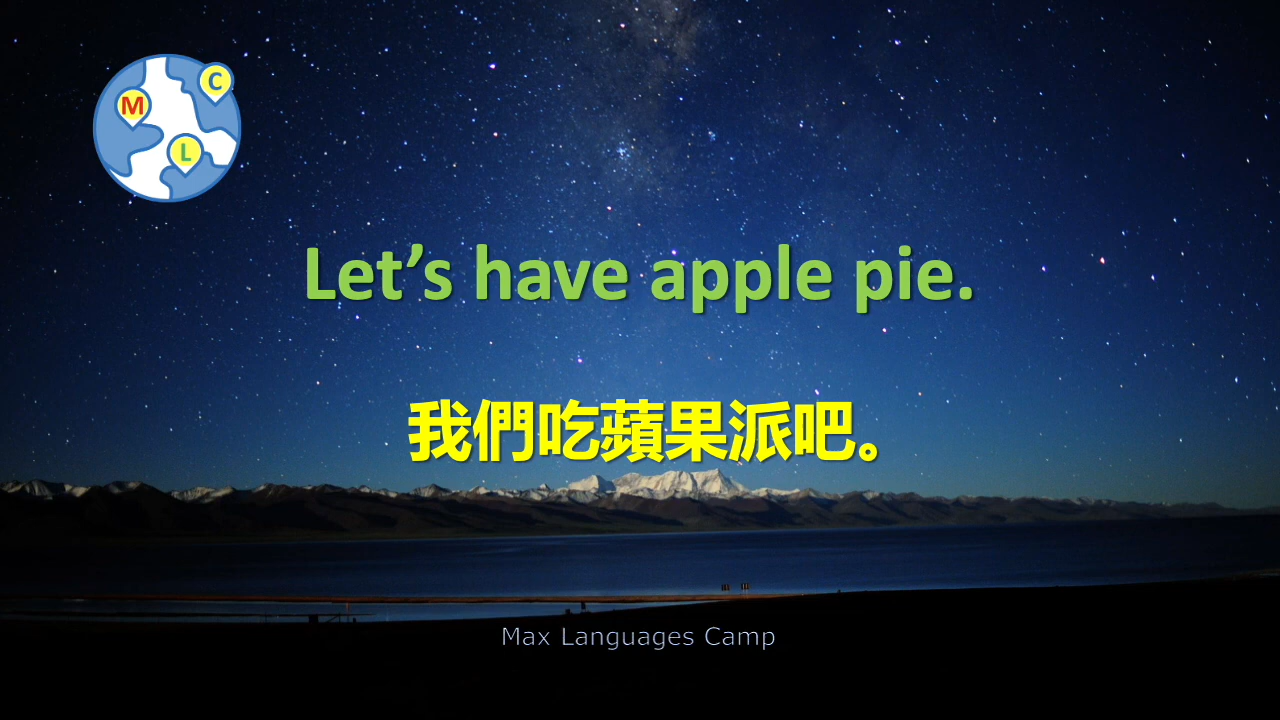 M
C
L
Let’s have apple pie.
我們吃蘋果派吧。
Max Languages Camp